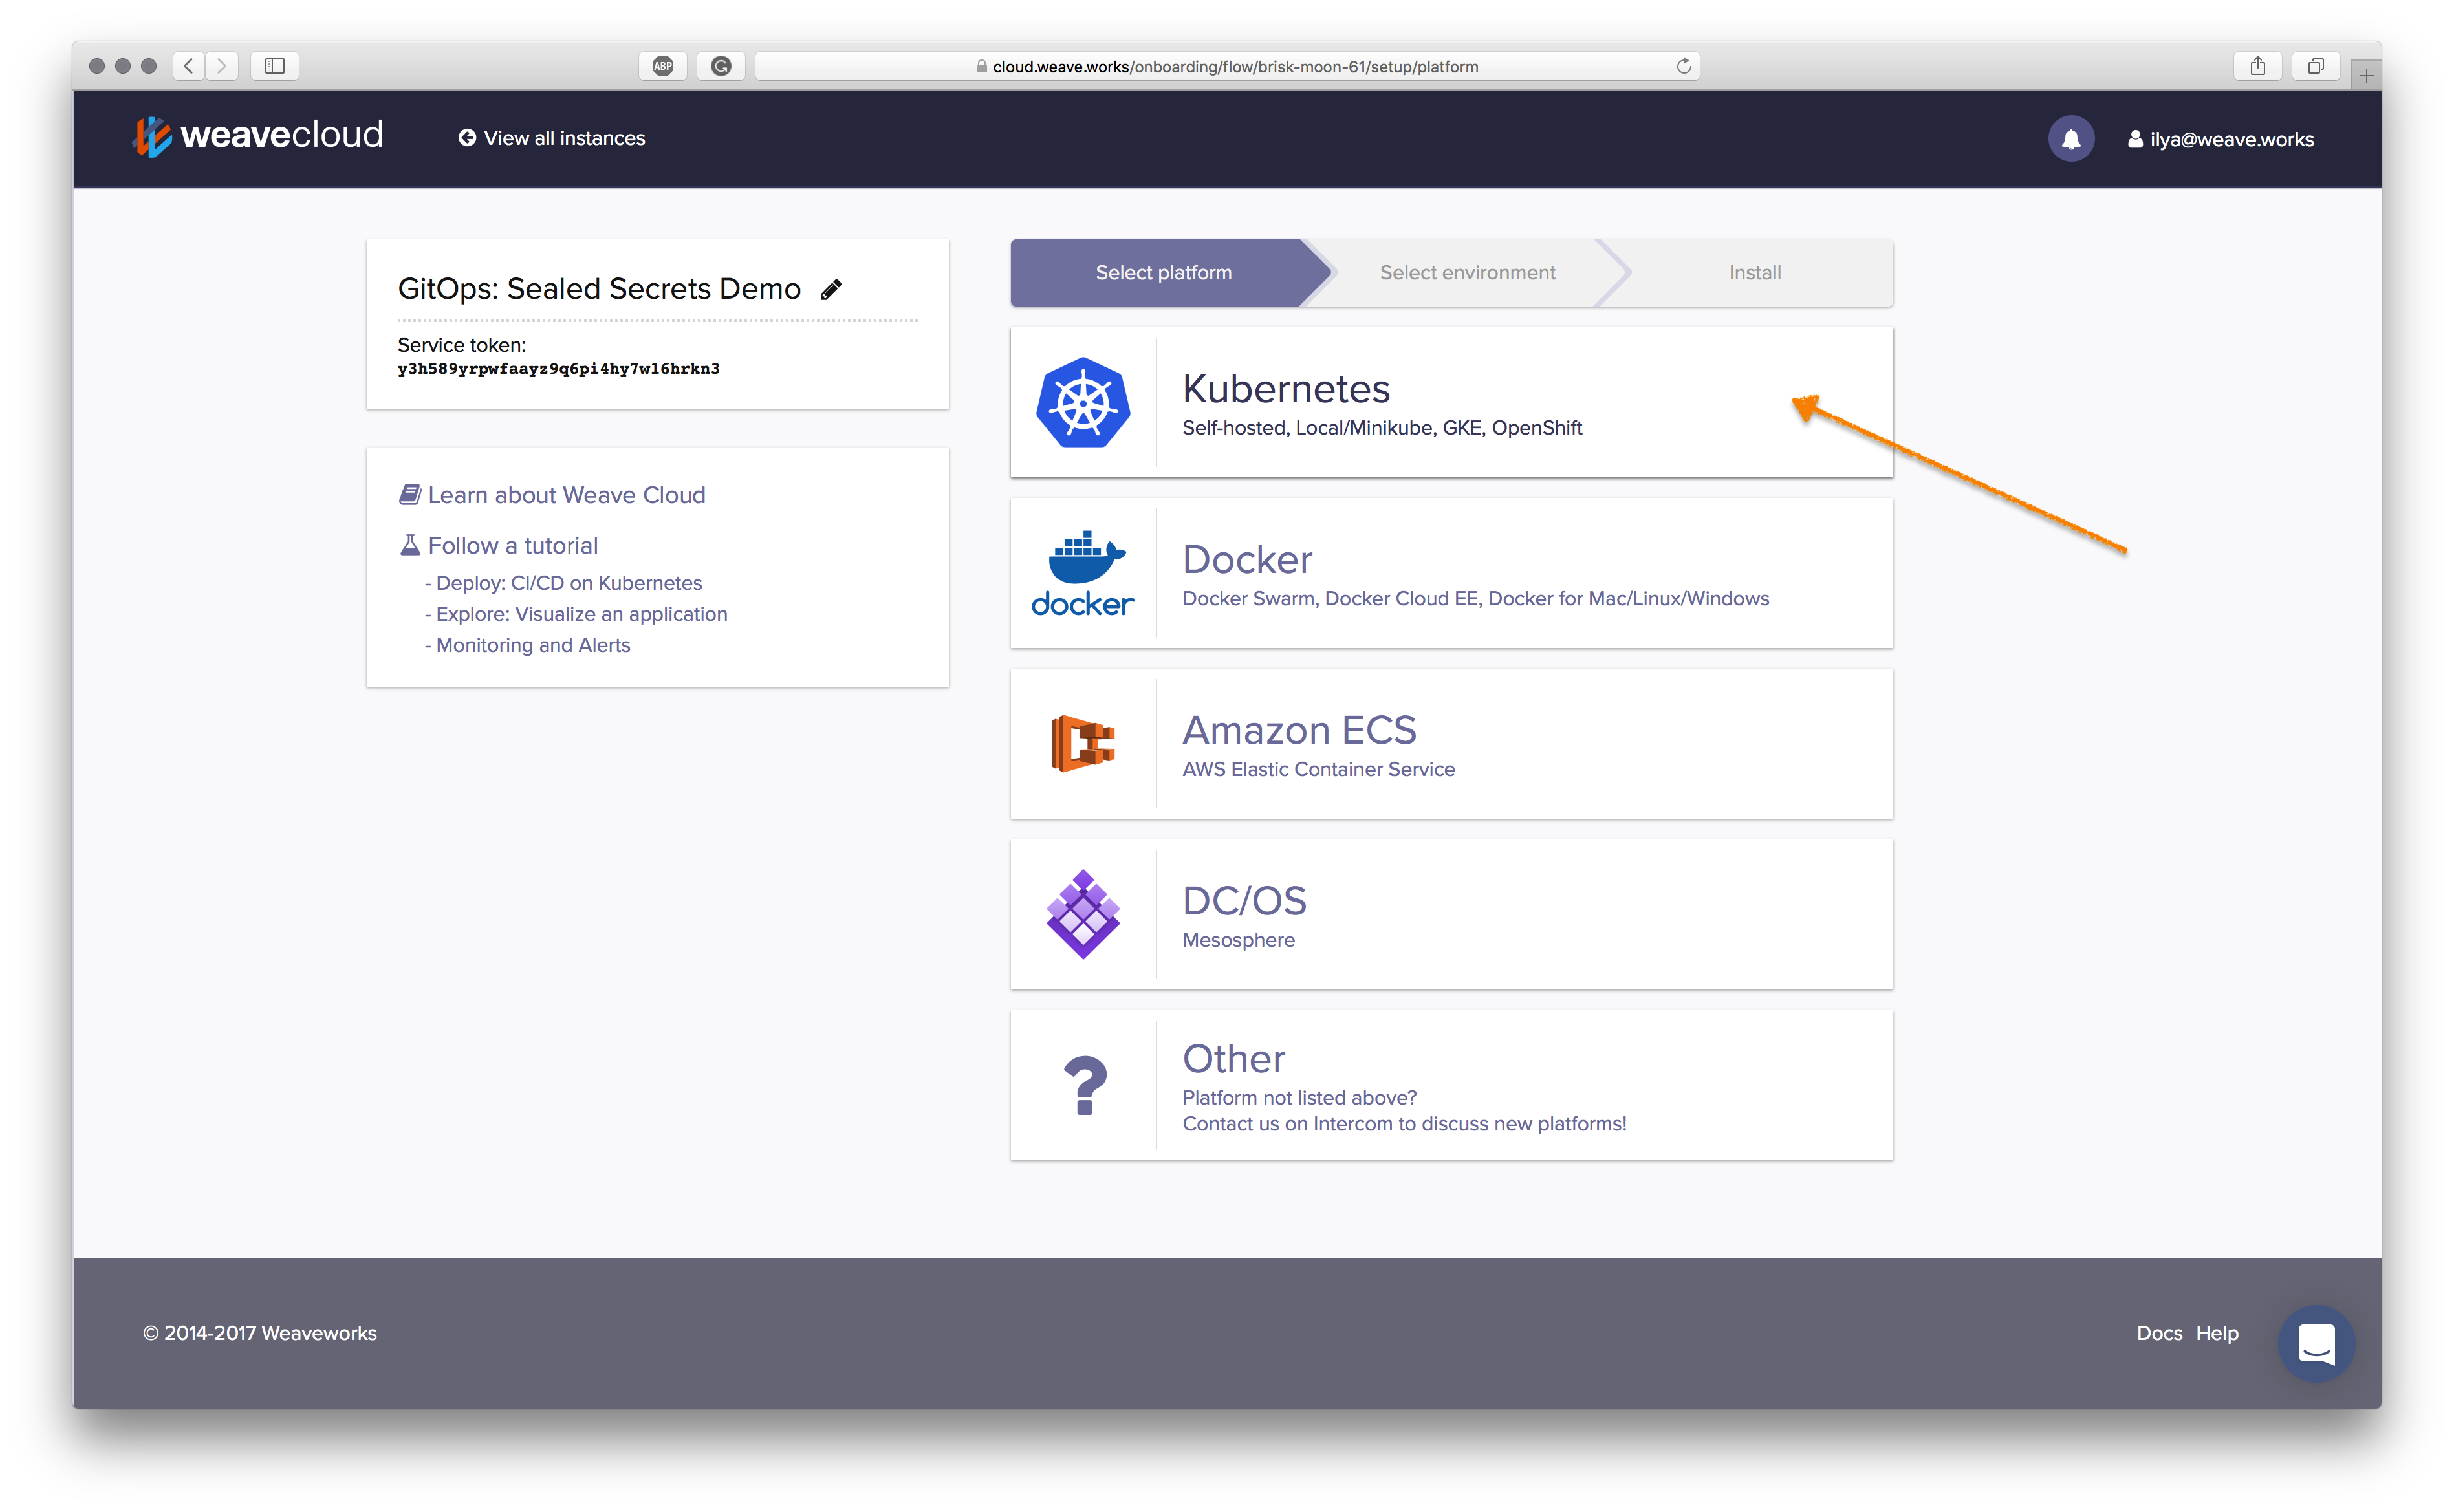 ABP
cloud.weave.works/onboarding/flow/brisk-moon-61/setup/platform
weavecloud
View all instances
ilya@weave.works
GitOps: Sealed Secrets Demo
Service token:
y3h589yrpwfaayz9q6pi4hy7w16hrkn3
Learn about Weave Cloud
Follow a tutorial
- Deploy: CI/CD on Kubernetes
- Explore: Visualize an application
- Monitoring and Alerts
Select platform
Select environment
Install
Kubernetes
Self-hosted, Local/Minikube, GKE, OpenShift
docker
Docker
Docker Swarm, Docker Cloud EE, Docker for Mac/Linux/Windows
Amazon ECS
AWS Elastic Container Service
DC/OS
Mesosphere
?
Other
Platform not listed above?
Contact us on Intercom to discuss new platforms!
© 2014-2017 Weaveworks
Docs Help